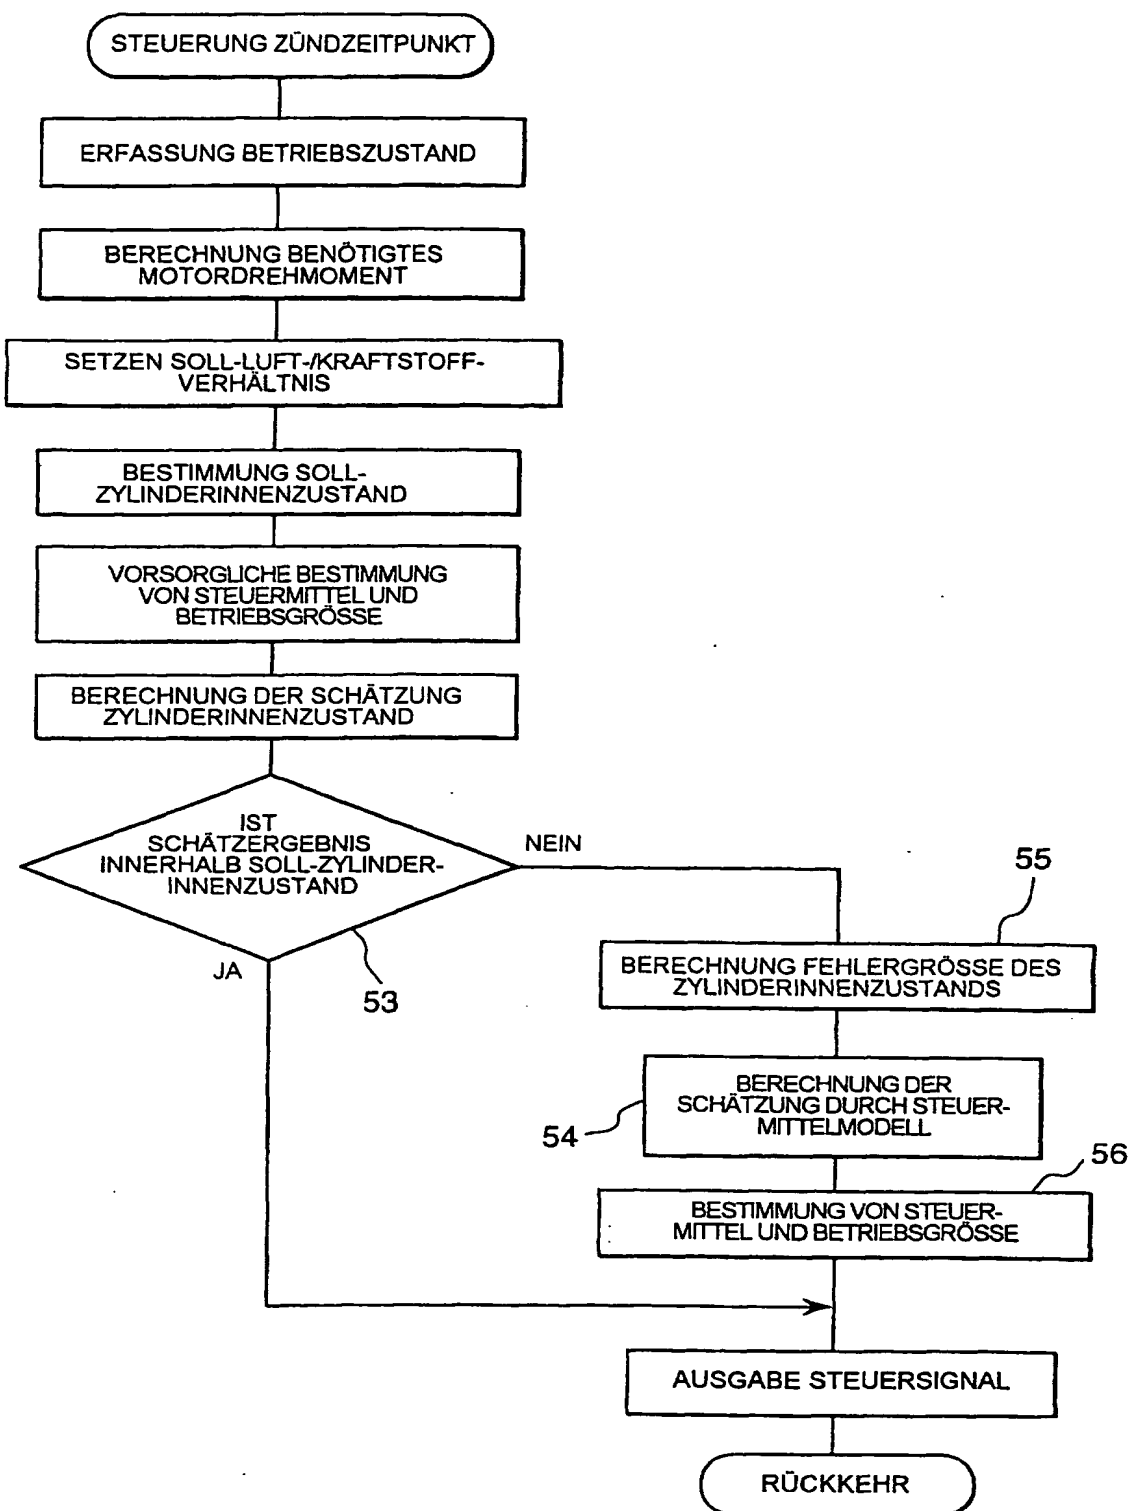 STEUERUNG ZÜNDZEITPUNKT
ERFASSUNG BETRIEBSZUSTAND
BERECHNUNG BENÖTIGTES
MOTORDREHMOMENT
SETZEN SOLL-LUFT-/KRAFTSTOFF-
VERHÄLTNIS
BESTIMMUNG SOLL-
ZYLINDERINNENZUSTAND
VORSORGLICHE BESTIMMUNG
VON STEUERMITTEL UND
BETRIEBSGRÖSSE
BERECHNUNG DER SCHÄTZUNG
ZYLINDERINNENZUSTAND
IST
SCHÄTZERGEBNIS
INNERHALB SOLL-ZYLINDER-
INNENZUSTAND
NEIN
JA
53
55
BERECHNUNG FEHLERGRÖSSE DES
ZYLINDERINNENZUSTANDS
BERECHNUNG DER
SCHÄTZUNG DURCH STEUER-
MITTELMODELL
54
56
BESTIMMUNG VON STEUER-
MITTEL UND BETRIEBSGRÖSSE
AUSGABE STEUERSIGNAL
RÜCKKEHR